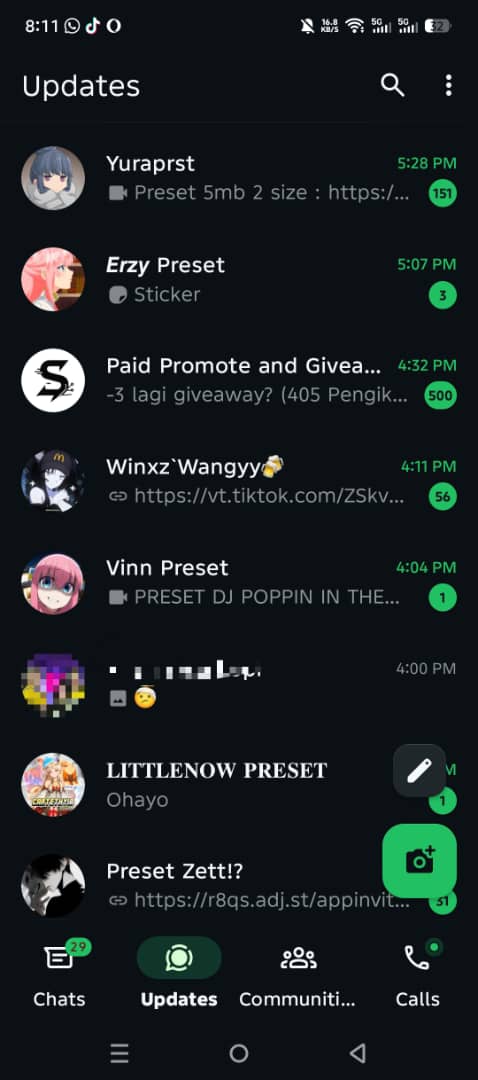 8:11
16.8
KB/S
5G
5G
32
Updates
Yuraprst
5:28 PM
Preset 5mb 2 size : https:/...
151
Erzy Preset
5:07 PM
Sticker
3
Paid Promote and Givea...
4:32 PM
-3 lagi giveaway? (405 Pengik...
500
Winxz`Wangyy🍻
4:11 PM
https://vt.tiktok.com/ZSkv...
56
Vinn Preset
4:04 PM
PRESET DJ POPPIN IN THE...
1
4:00 PM
🤕
𝐋𝐈𝐓𝐓𝐋𝐄𝐍𝐎𝐖 𝐏𝐑𝐄𝐒𝐄𝐓
M
Ohayo
1
Preset Zett!?
https://r8qs.adj.st/appinvit...
31
29
Chats
Updates
Communiti...
Calls